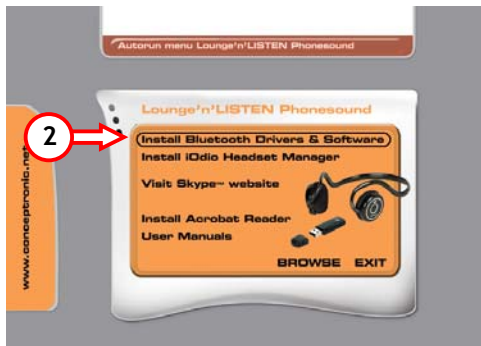 Autorun menu Lounge'n'LISTEN Phonesound
Lounge'n'LISTEN Phonesound
2
Install Bluetooth Drivers & Software
Install iOdio Headset Manager
Visit Skype~ website
Install Acrobat Reader
User Manuals
BROWSE EXIT
www.conceptronic.net